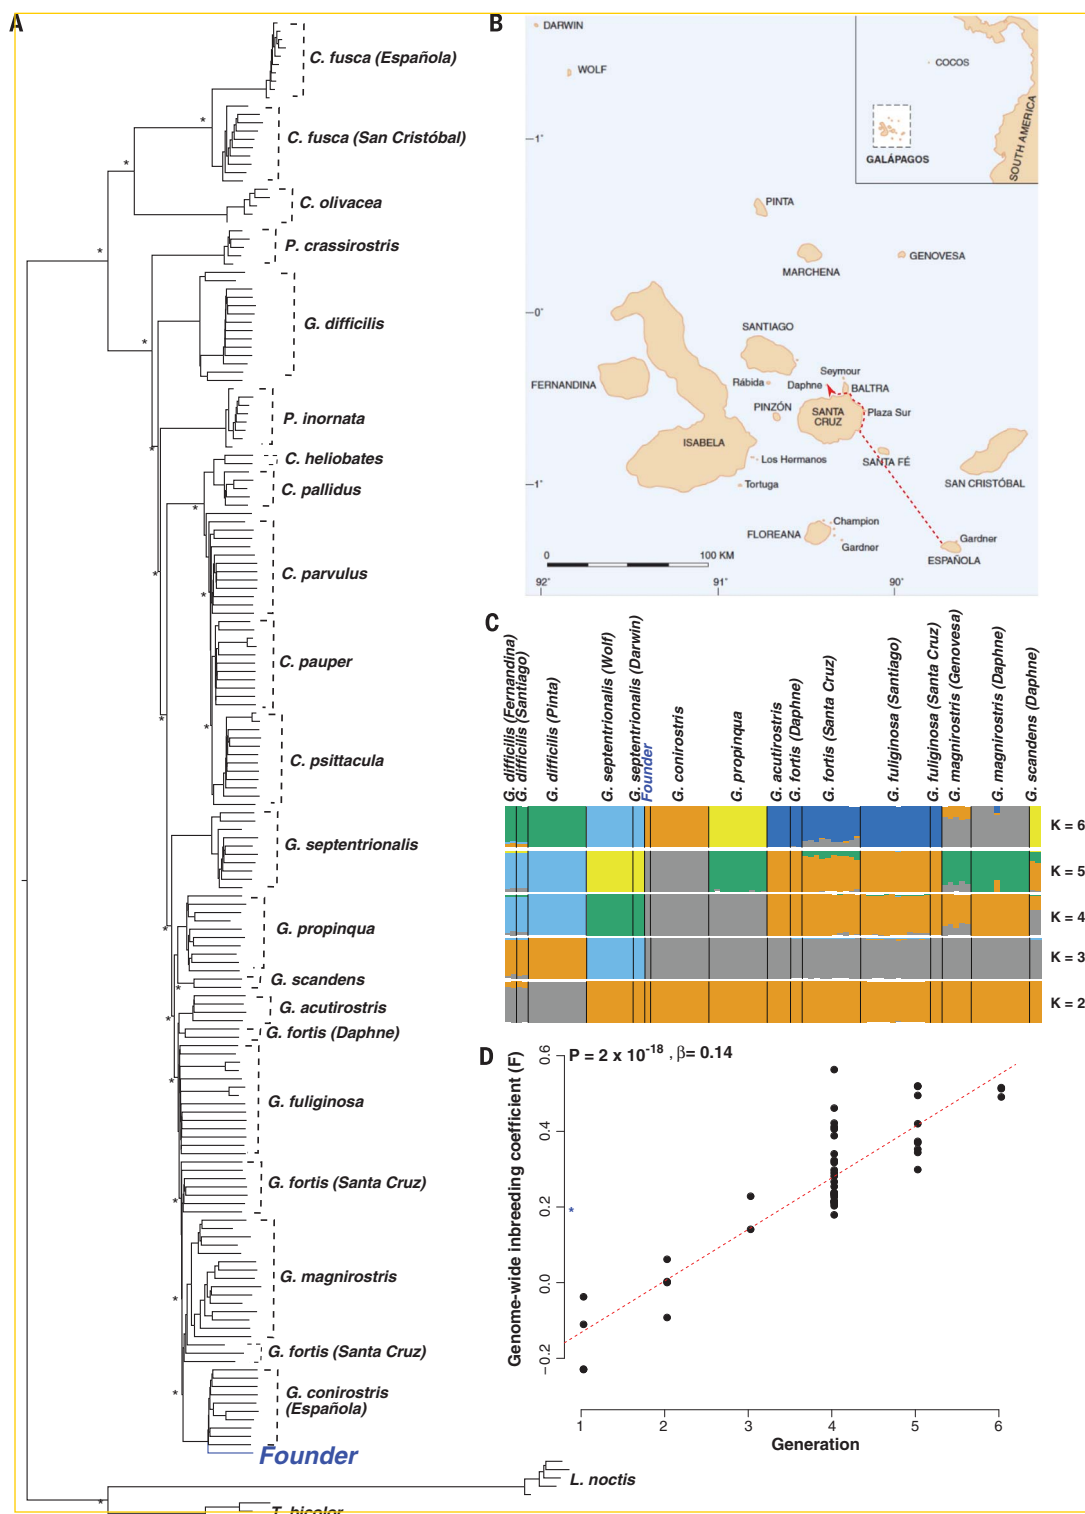 A
C. fusca (Española)
C. fusca (San Cristóbal)
C. olivacea
P. crassirostris
G. difficilis
P. inornata
C. heliobates
C. pallidus
C. parvulus
C. pauper
C. psittacula
G. septentrionalis
G. propinqua
G. scandens
G. acutirostris
G. fortis (Daphne)
G. fuliginosa
G. fortis (Santa Cruz)
G. magnirostris
G. fortis (Santa Cruz)
G. conirostris
(Española)
Founder
L. noctis
T. bicolor
B
DARWIN
WOLF
COCOS
GALÁPAGOS
SOUTH AMERICA
1°
PINTA
MARCHENA
GENOVESA
0°
SANTIAGO
FERNANDINA
Rábida
Daphne
Seymour
BALTRA
PINZÓN
SANTA
CRUZ
Plaza Sur
ISABELA
Los Hermanos
SANTA FÉ
SAN CRISTÓBAL
1°
Tortuga
FLOREANA
Champion
Gardner
Gardner
ESPAÑOLA
0
100 KM
92°
91°
90°
C
G. difficilis (Fernandina)
G. difficilis (Santiago)
G. difficilis (Pinta)
G. septentrionalis (Wolf)
G. septentrionalis (Darwin)
Founder
G. conirostris
G. propinqua
G. acutirostris
G. fortis (Daphne)
G. fortis (Santa Cruz)
G. fuliginosa (Santiago)
G. fuliginosa (Santa Cruz)
G. magnirostris (Genovesa)
G. magnirostris (Daphne)
G. scandens (Daphne)
K = 6
K = 5
K = 4
K = 3
K = 2
D
P = 2 x 10-18 , β= 0.14
Genome-wide inbreeding coefficient (F)
0.6
0.4
0.2
0.0
−0.2
*
1
2
3
4
5
6
Generation